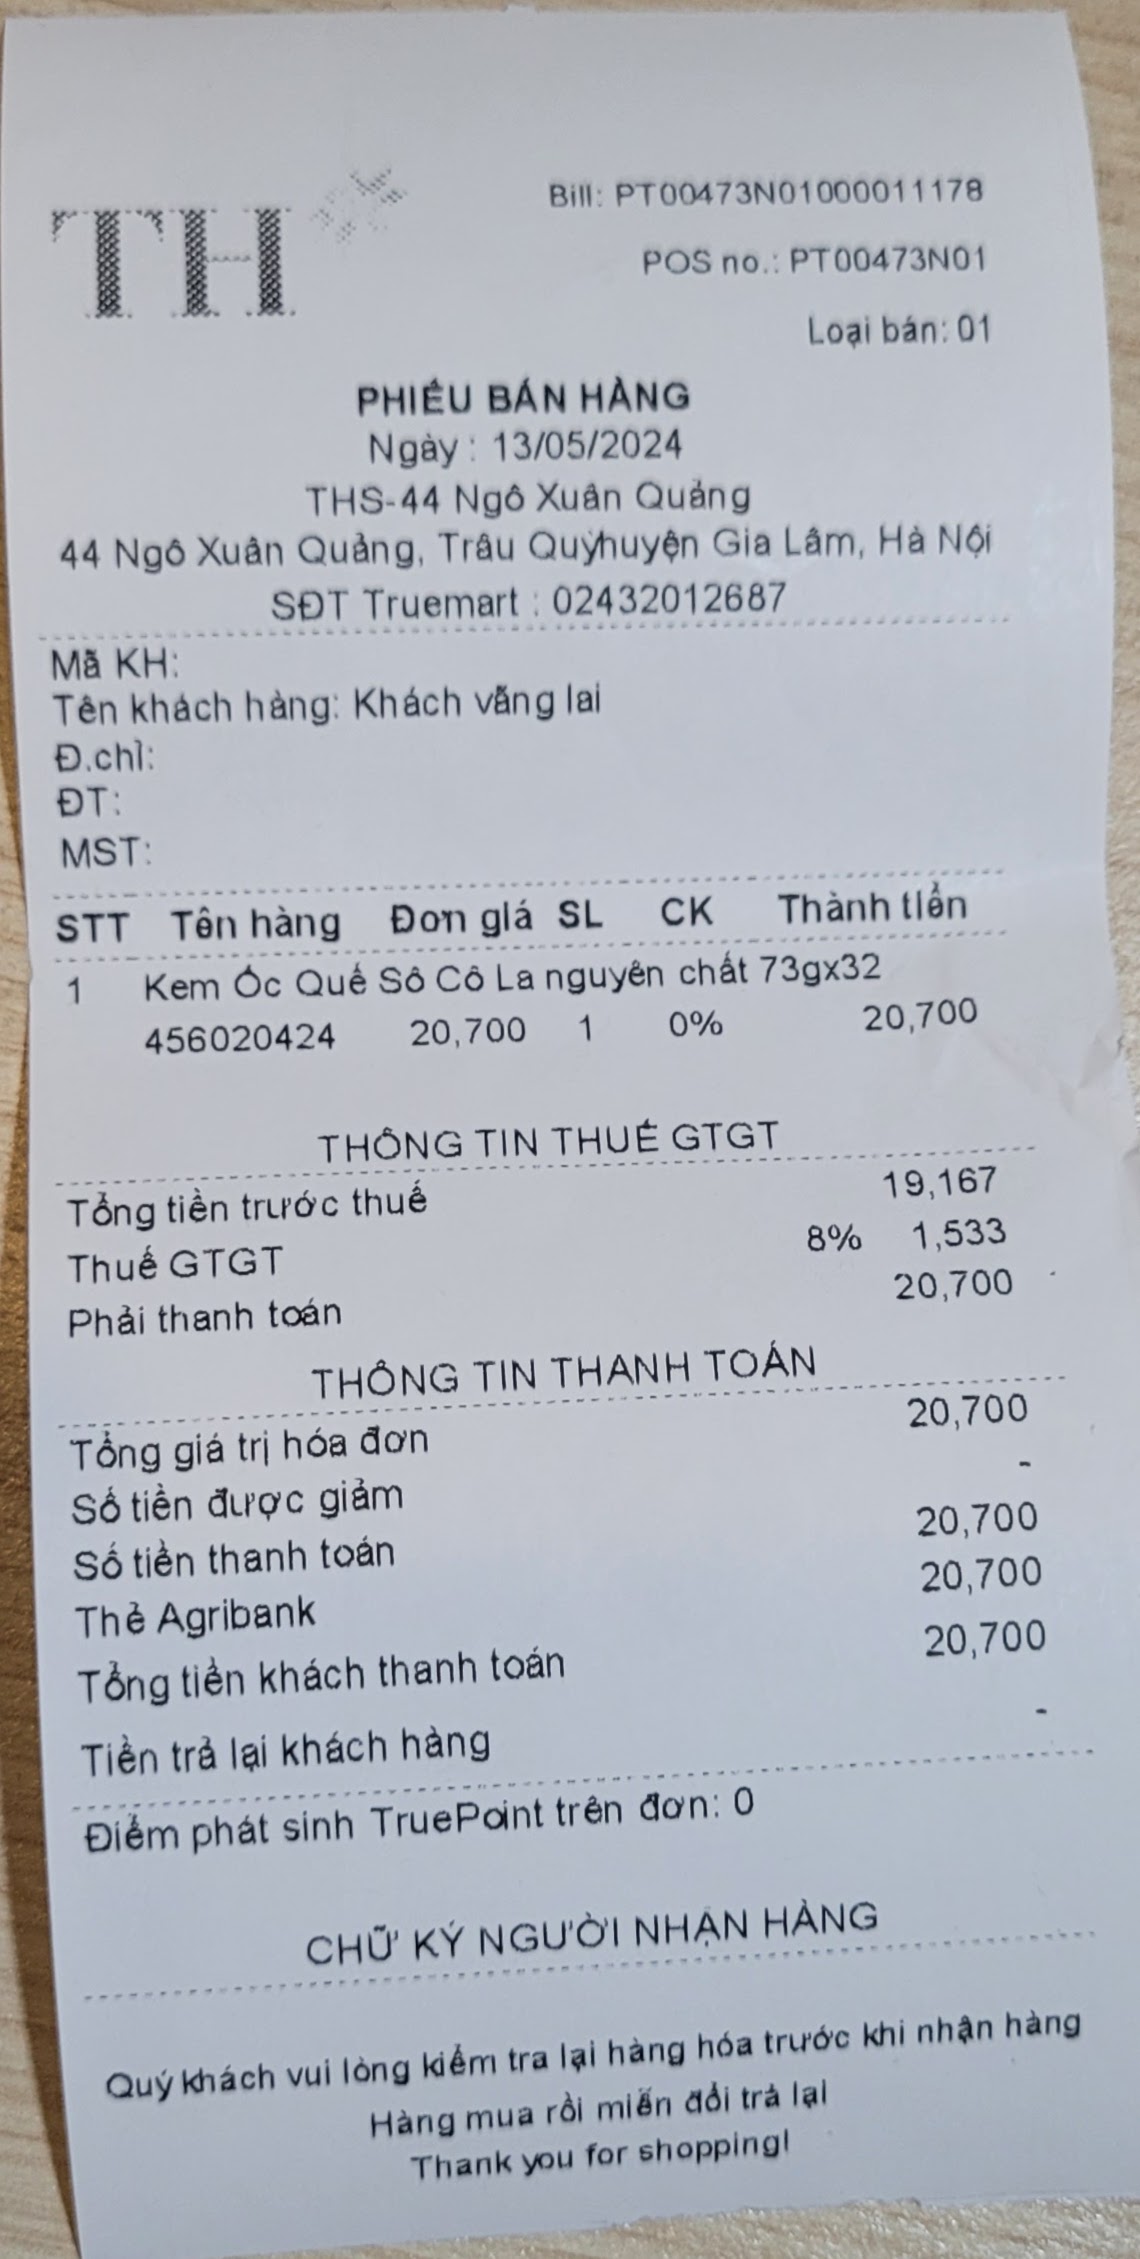 TH
Bill: PT00473N01000011178
POS no.: PT00473N01
Loại bán: 01
PHIẾU BÁN HÀNG
Ngày : 13/05/2024
THS-44 Ngô Xuân Quảng
44 Ngô Xuân Quảng, Trâu Quỳhuyện Gia Lâm, Hà Nội
SĐT Truemart : 02432012687
Mã KH:
Tên khách hàng: Khách vãng lai
Đ.chỉ:
ĐT:
MST:
STT Tên hàng Đơn giá SL CK Thành tiền
1 Kem Ốc Quế Sô Cô La nguyên chất 73gx32
456020424 20,700 1 0% 20,700
THÔNG TIN THUẾ GTGT
Tổng tiền trước thuế 19,167
Thuế GTGT 8% 1,533
Phải thanh toán 20,700
THÔNG TIN THANH TOÁN
Tổng giá trị hóa đơn 20,700
Số tiền được giảm -
Số tiền thanh toán 20,700
Thẻ Agribank 20,700
Tổng tiền khách thanh toán 20,700
Tiền trả lại khách hàng -
Điểm phát sinh TruePoint trên đơn: 0
CHỮ KÝ NGƯỜI NHẬN HÀNG
Quý khách vui lòng kiểm tra lại hàng hóa trước khi nhận hàng
Hàng mua rồi miễn đổi trả lại
Thank you for shopping!